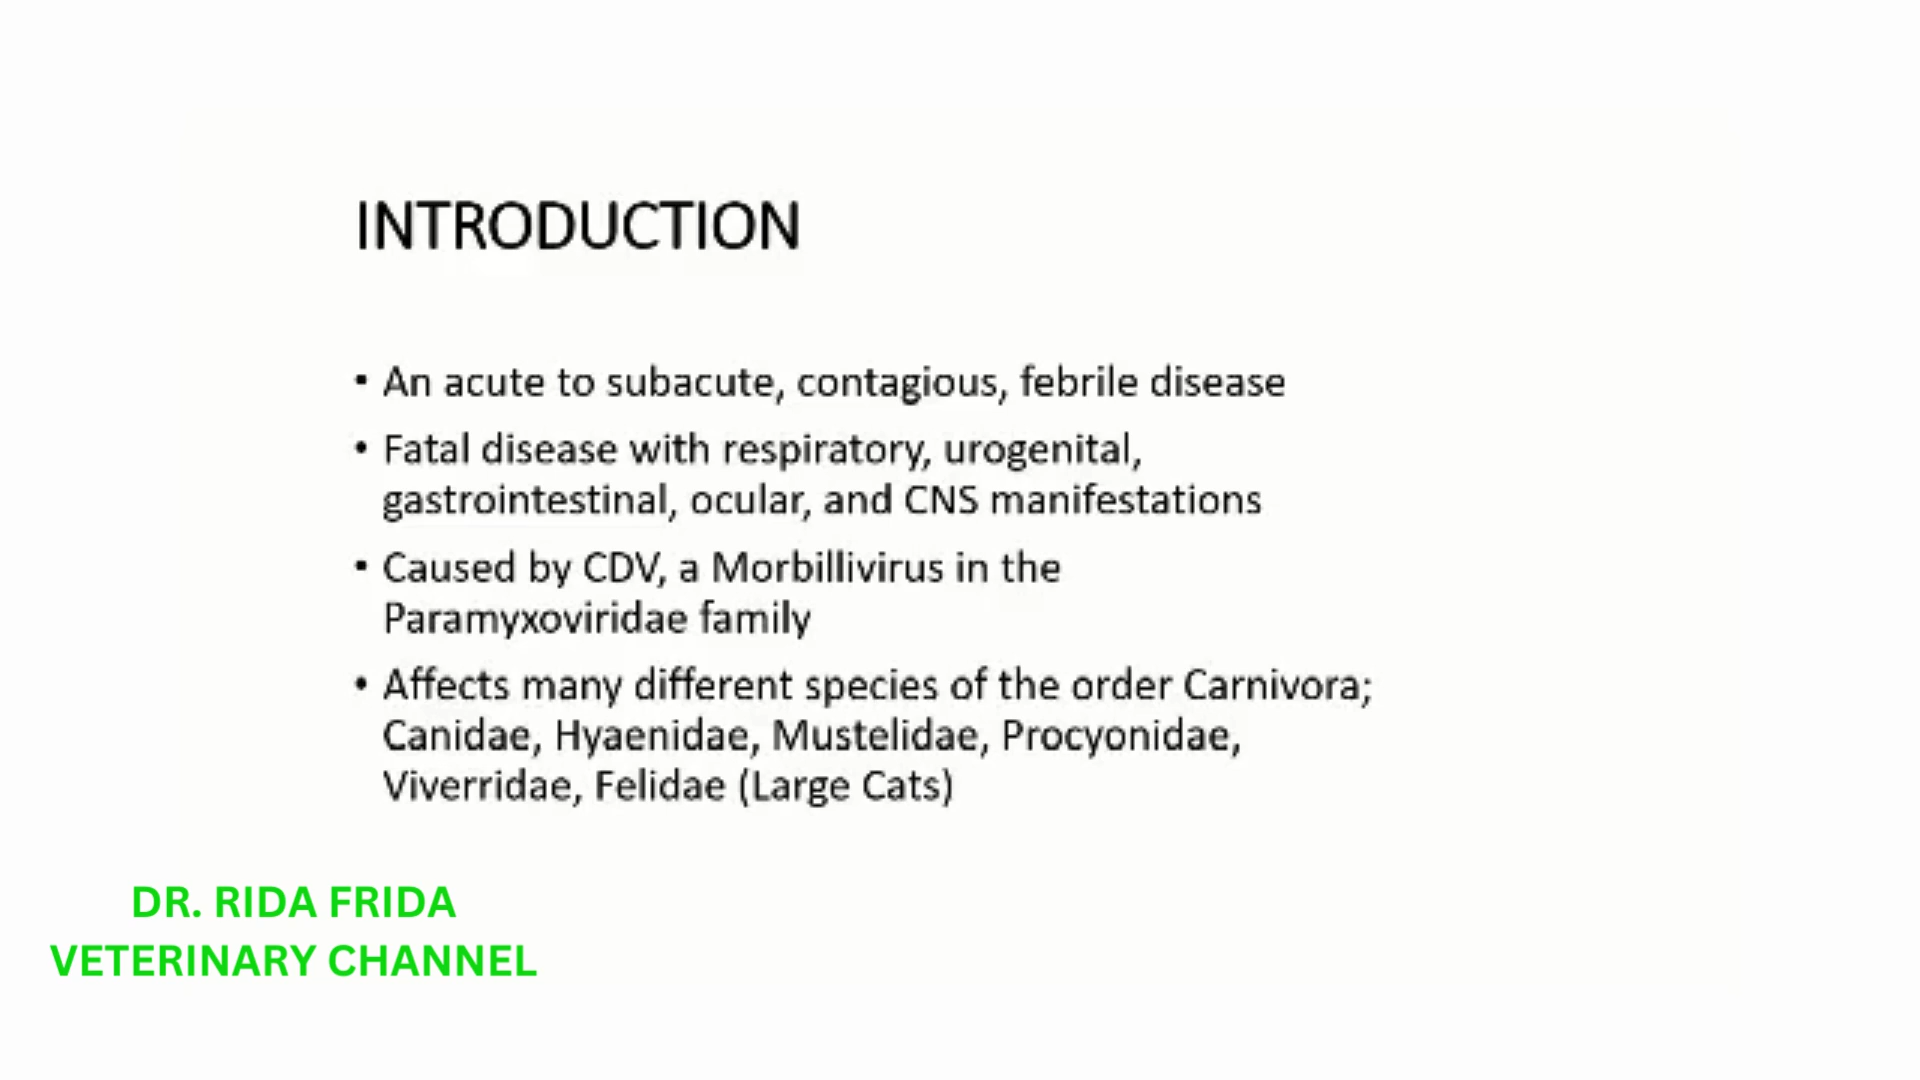 INTRODUCTION
• An acute to subacute, contagious, febrile disease
• Fatal disease with respiratory, urogenital,
gastrointestinal, ocular, and CNS manifestations
• Caused by CDV, a Morbillivirus in the
Paramyxoviridae family
• Affects many different species of the order Carnivora;
Canidae, Hyaenidae, Mustelidae, Procyonidae,
Viverridae, Felidae (Large Cats)
DR. RIDA FRIDA
VETERINARY CHANNEL